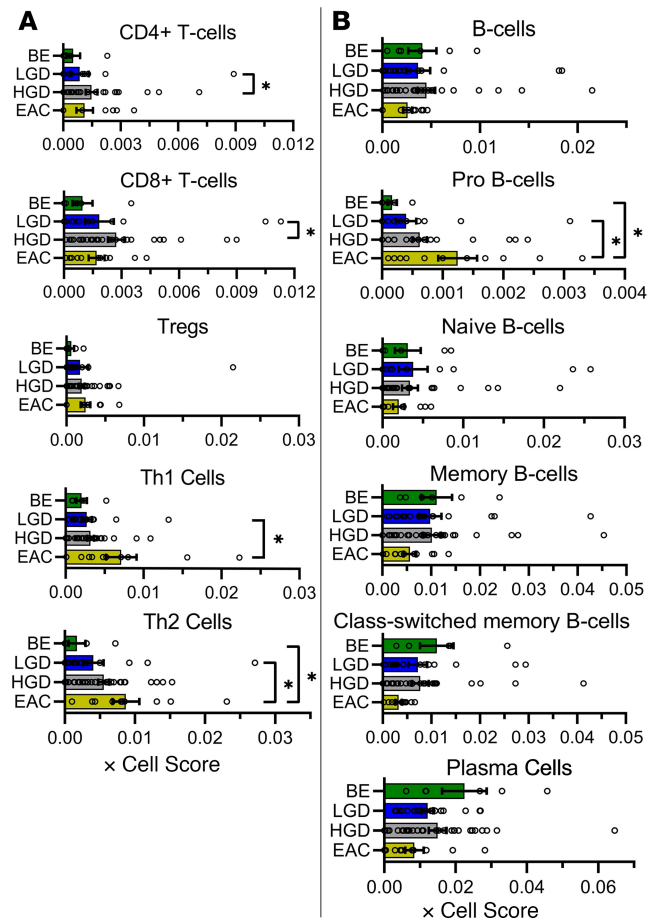 A
CD4+ T-cells
BE
LGD
HGD
EAC
*
0.000 0.003 0.006 0.009 0.012
CD8+ T-cells
BE
LGD
HGD
EAC
*
0.000 0.003 0.006 0.009 0.012
Tregs
BE
LGD
HGD
EAC
0.00 0.01 0.02 0.03
Th1 Cells
BE
LGD
HGD
EAC
*
0.00 0.01 0.02 0.03
Th2 Cells
BE
LGD
HGD
EAC
* *
0.00 0.01 0.02 0.03
× Cell Score
B
B-cells
BE
LGD
HGD
EAC
0.00 0.01 0.02
Pro B-cells
BE
LGD
HGD
EAC
* *
0.000 0.001 0.002 0.003 0.004
Naive B-cells
BE
LGD
HGD
EAC
0.00 0.01 0.02 0.03
Memory B-cells
BE
LGD
HGD
EAC
0.00 0.01 0.02 0.03 0.04 0.05
Class-switched memory B-cells
BE
LGD
HGD
EAC
0.00 0.01 0.02 0.03 0.04 0.05
Plasma Cells
BE
LGD
HGD
EAC
0.00 0.02 0.04 0.06
× Cell Score